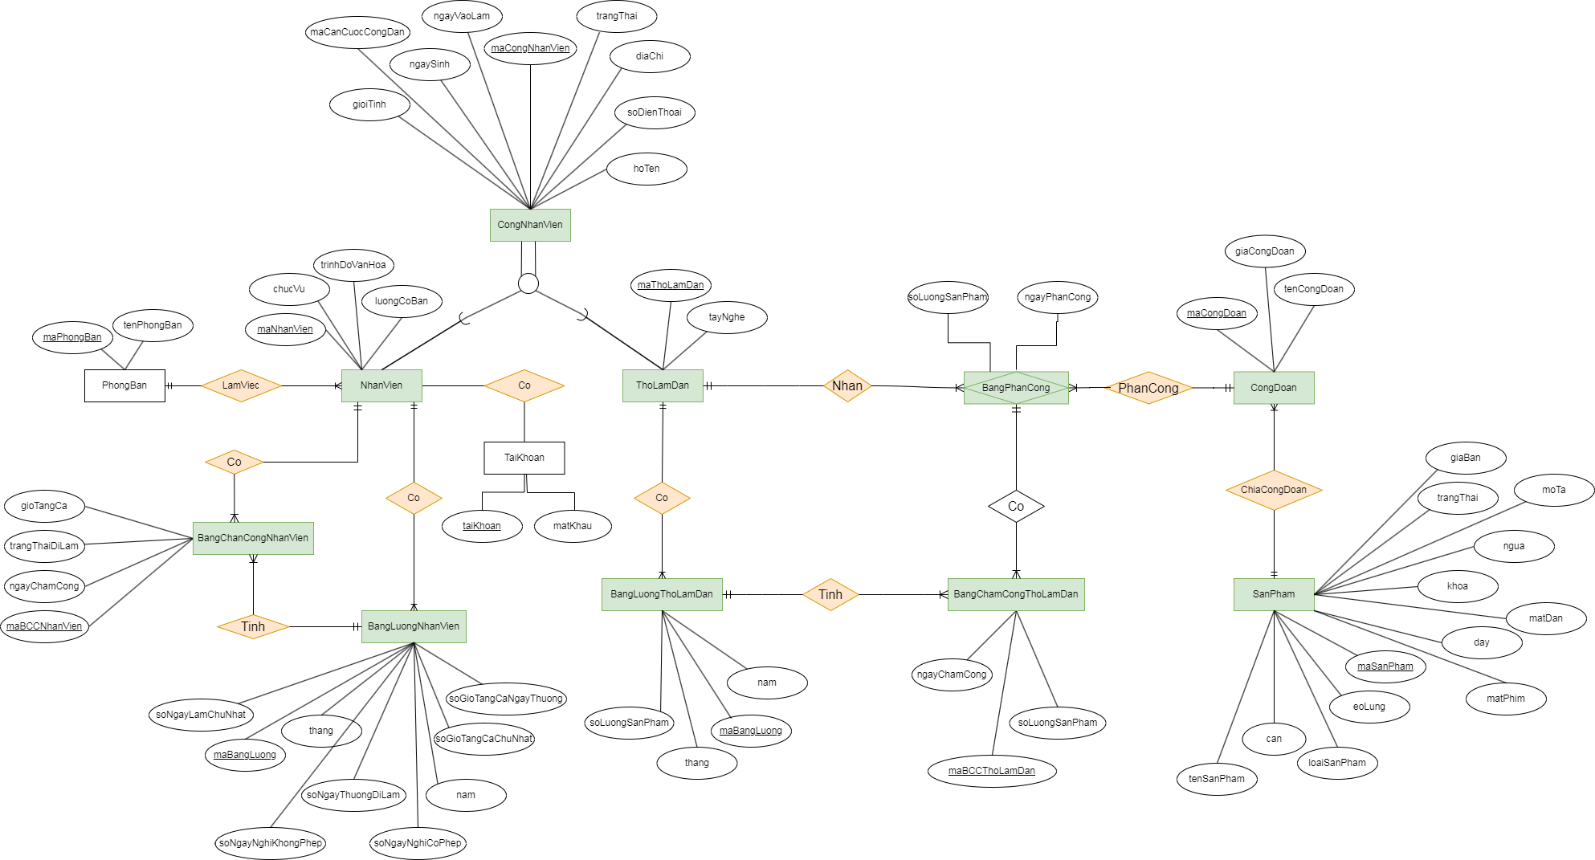 ngayVaoLam
trangThai
maCanCuocCongDan
maCongNhanVien
diaChi
ngaySinh
gioiTinh
soDienThoai
hoTen
CongNhanVien
giaCongDoan
trinhDoVanHoa
chucVu
luongCoBan
maThoLamDan
tenCongDoan
soLuongSanPham
ngayPhanCong
maCongDoan
tayNghe
tenPhongBan
maNhanVien
maPhongBan
PhongBan
LamViec
NhanVien
Co
ThoLamDan
Nhan
BangPhanCong
PhanCong
CongDoan
TaiKhoan
giaBan
Co
ChiaCongDoan
moTa
trangThai
Co
Co
Co
gioTangCa
taiKhoan
matKhau
BangChanCongNhanVien
trangThaiDiLam
ngua
ngayChamCong
khoa
BangLuongThoLamDan
Tinh
BangChamCongThoLamDan
SanPham
maBCCNhanVien
Tinh
BangLuongNhanVien
matDan
day
maSanPham
ngayChamCong
nam
soGioTangCaNgayThuong
matPhim
eoLung
soNgayLamChuNhat
thang
soLuongSanPham
maBangLuong
soLuongSanPham
soGioTangCaChuNhat
can
maBangLuong
thang
loaiSanPham
maBCCThoLamDan
tenSanPham
soNgayThuongDiLam
nam
soNgayNghiKhongPhep
soNgayNghiCoPhep